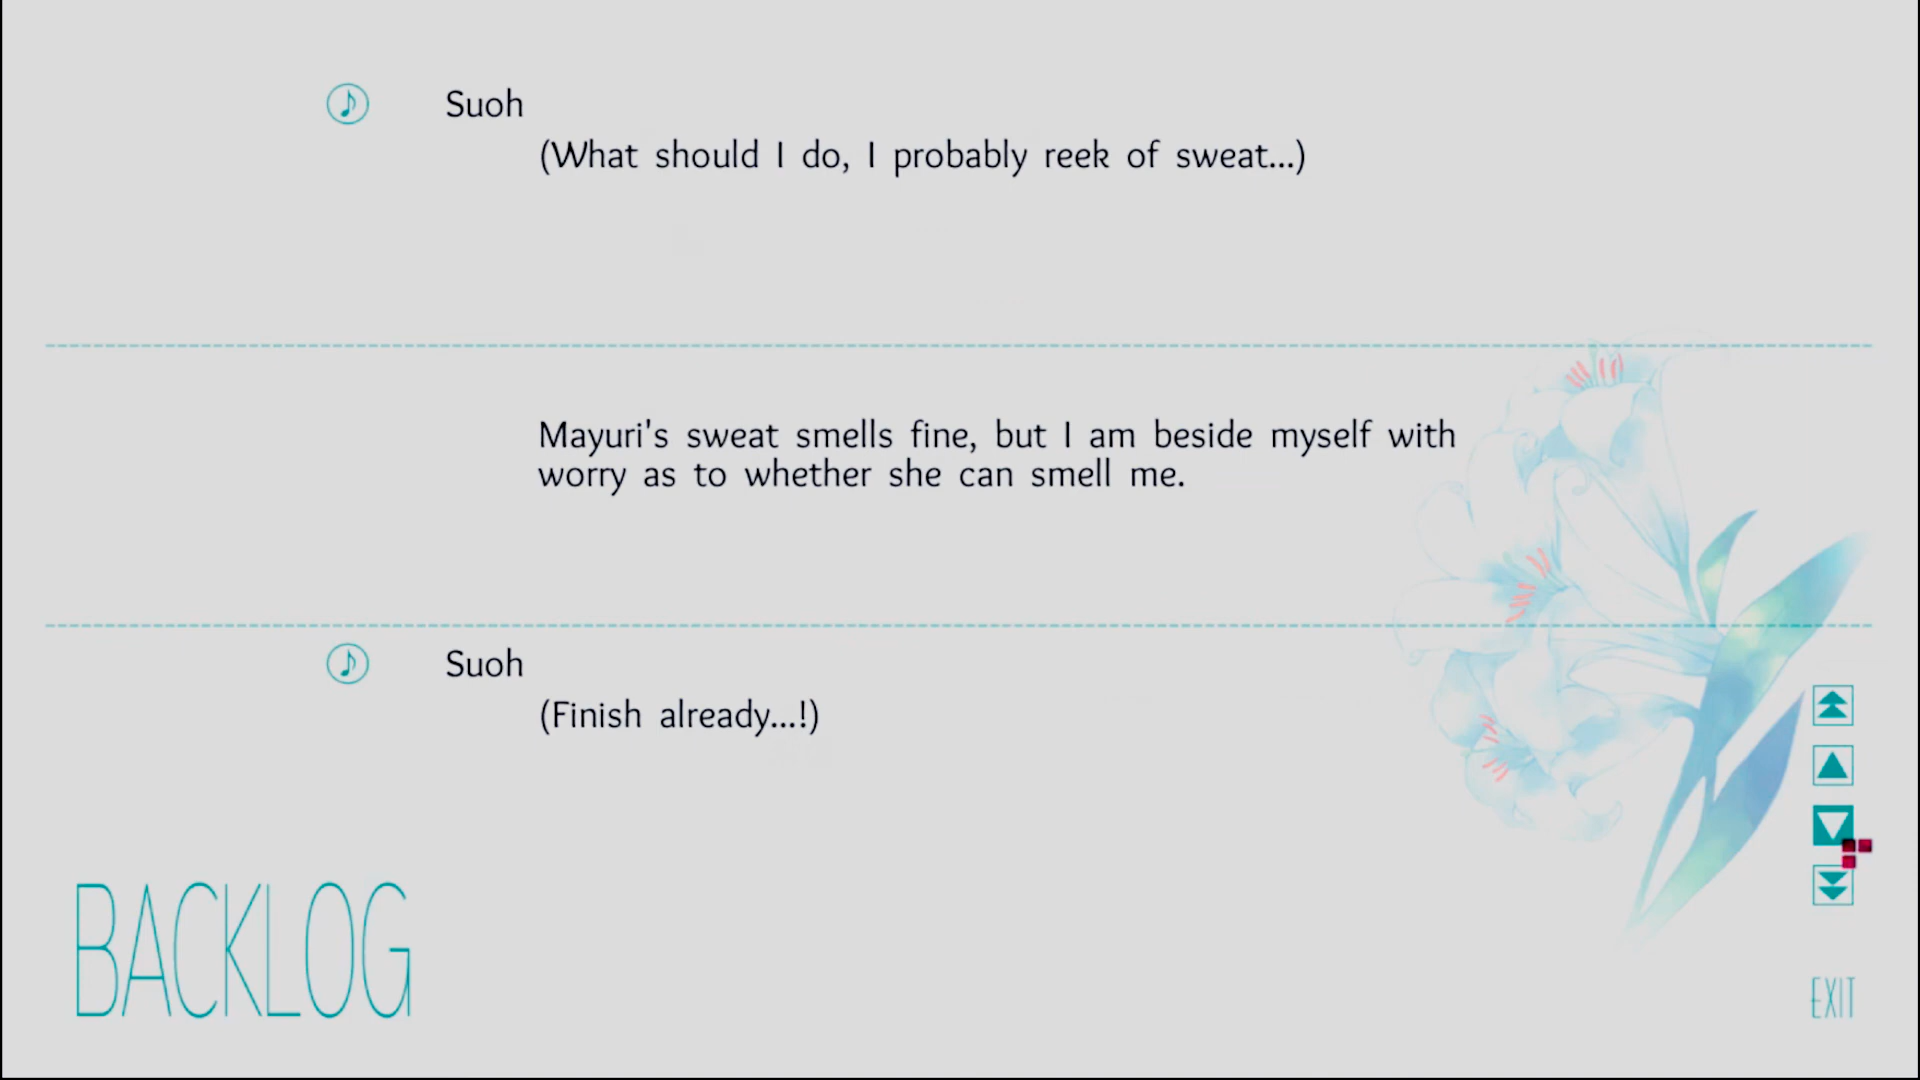 Suoh
(What should I do, I probably reek of sweat...)
Mayuri's sweat smells fine, but I am beside myself with
worry as to whether she can smell me.
Suoh
(Finish already...!)
BACKLOG
EXIT